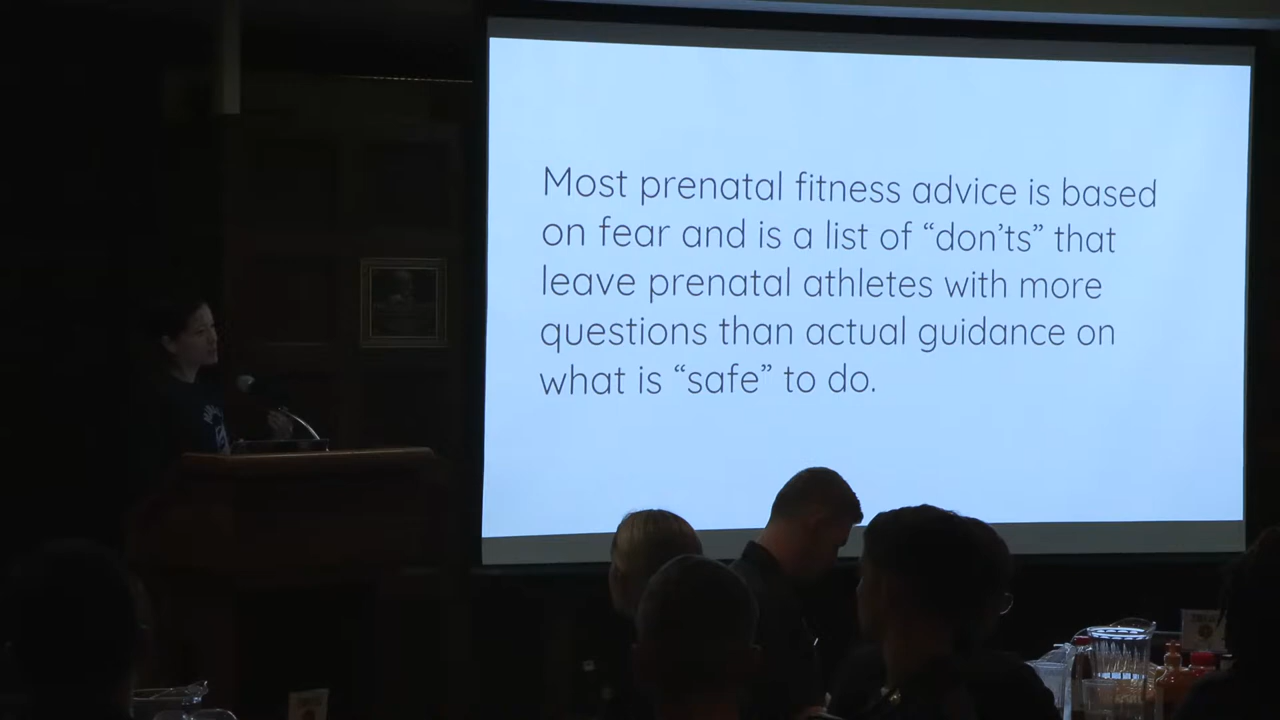 Most prenatal fitness advice is based
on fear and is a list of “don’ts” that
leave prenatal athletes with more
questions than actual guidance on
what is “safe” to do.